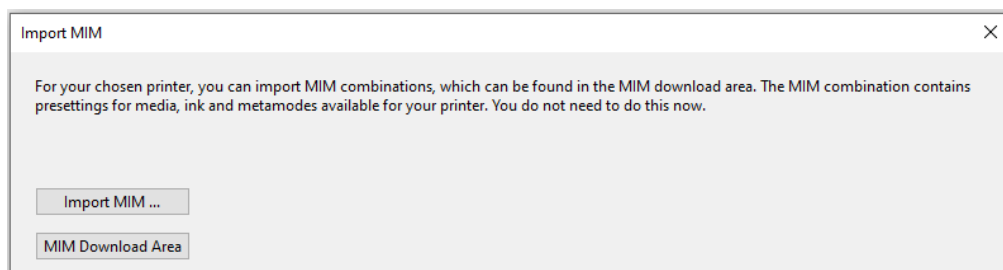 Import MIM
For your chosen printer, you can import MIM combinations, which can be found in the MIM download area. The MIM combination contains
presettings for media, ink and metamodes available for your printer. You do not need to do this now.
Import MIM ...
MIM Download Area